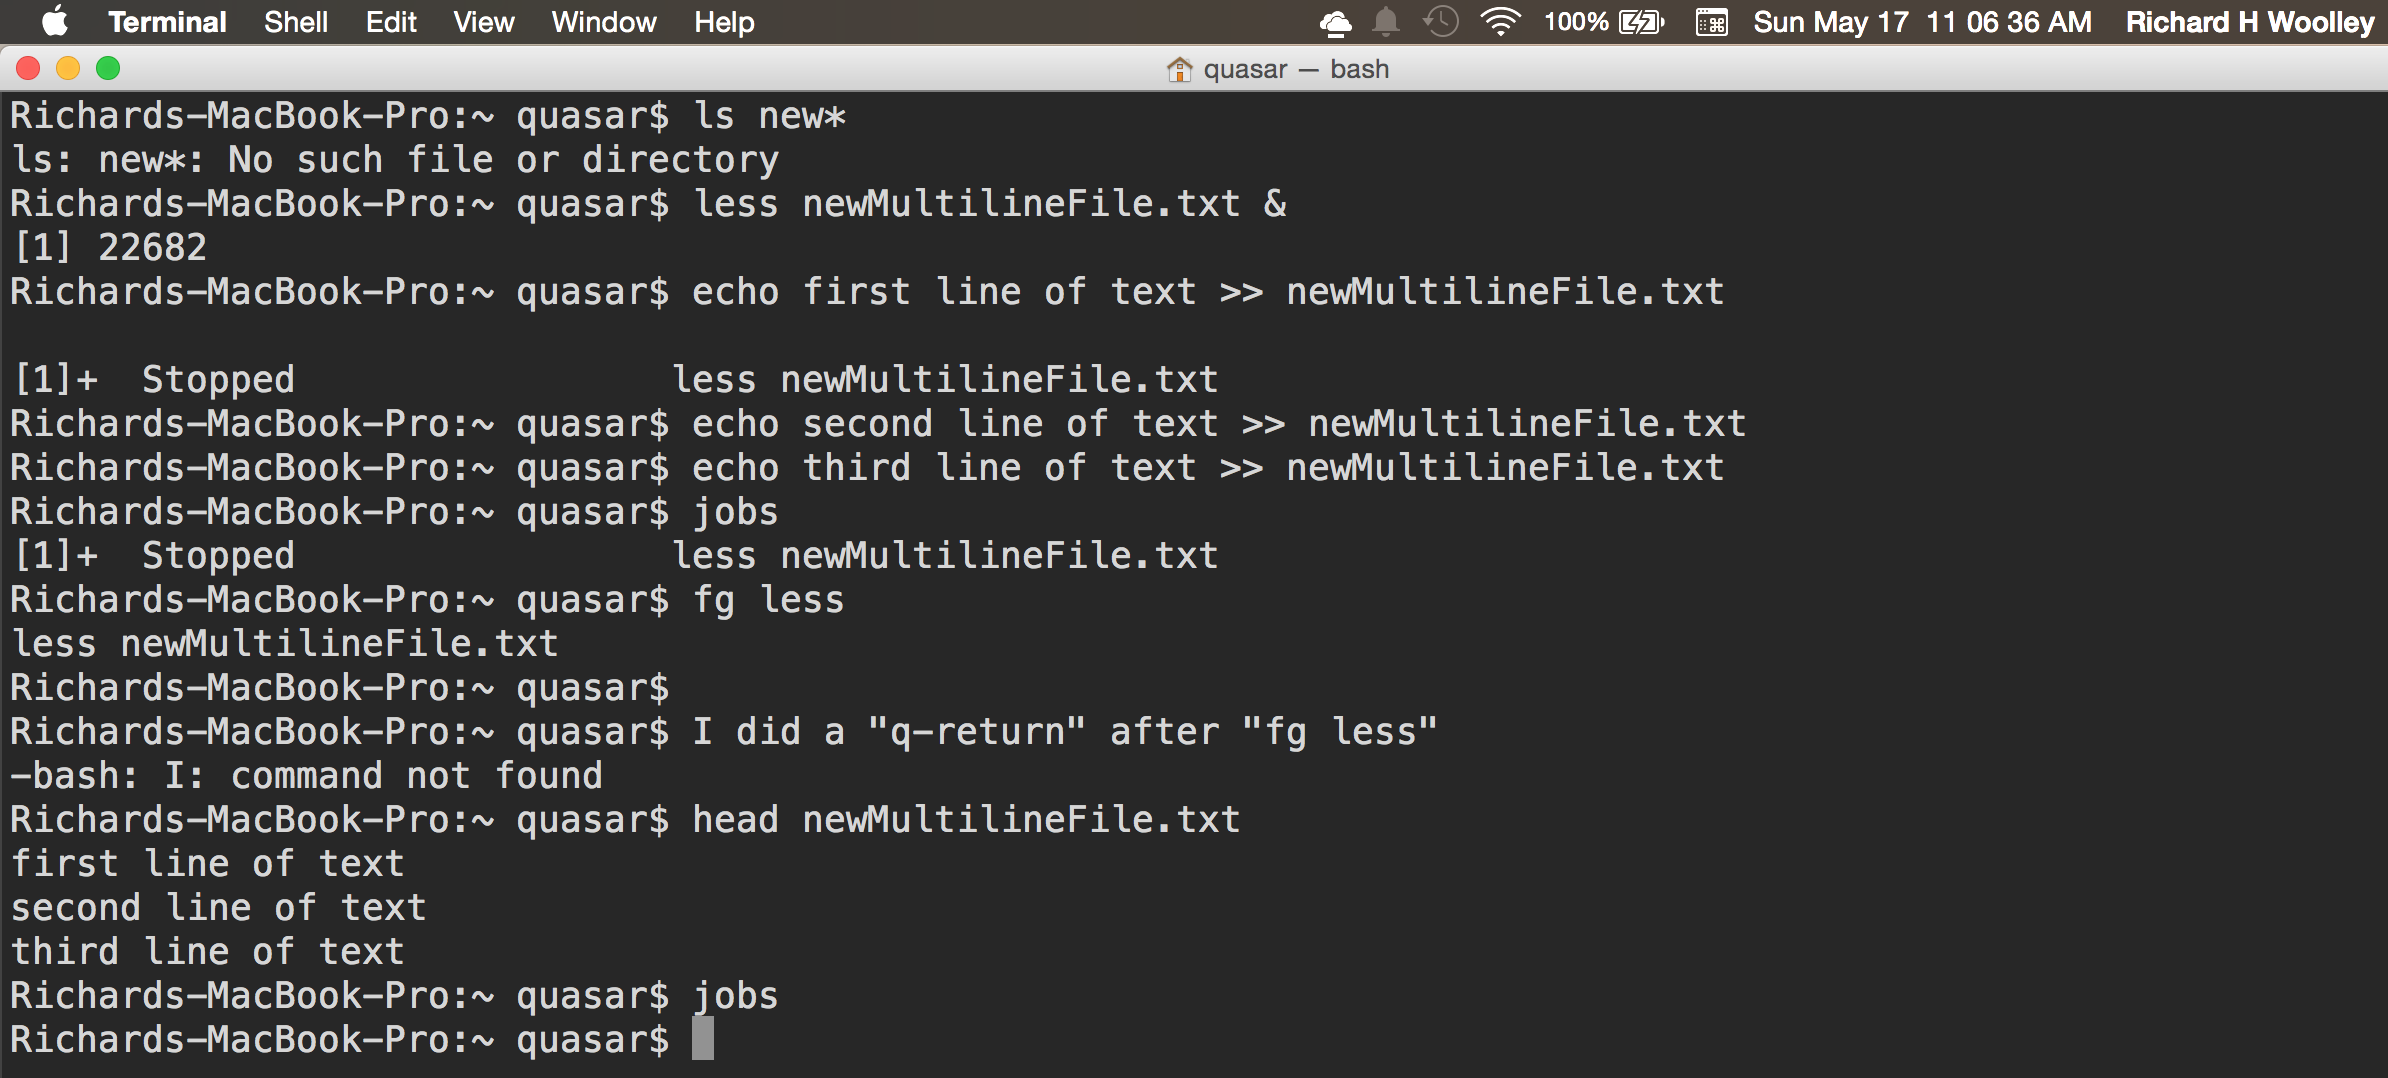 Terminal Shell Edit View Window Help 100% Sun May 17 11 06 36 AM Richard H Woolley
quasar — bash
Richards-MacBook-Pro:~ quasar$ ls new*
ls: new*: No such file or directory
Richards-MacBook-Pro:~ quasar$ less newMultilineFile.txt &
[1] 22682
Richards-MacBook-Pro:~ quasar$ echo first line of text >> newMultilineFile.txt
[1]+  Stopped                 less newMultilineFile.txt
Richards-MacBook-Pro:~ quasar$ echo second line of text >> newMultilineFile.txt
Richards-MacBook-Pro:~ quasar$ echo third line of text >> newMultilineFile.txt
Richards-MacBook-Pro:~ quasar$ jobs
[1]+  Stopped                 less newMultilineFile.txt
Richards-MacBook-Pro:~ quasar$ fg less
less newMultilineFile.txt
Richards-MacBook-Pro:~ quasar$
Richards-MacBook-Pro:~ quasar$ I did a "q-return" after "fg less"
-bash: I: command not found
Richards-MacBook-Pro:~ quasar$ head newMultilineFile.txt
first line of text
second line of text
third line of text
Richards-MacBook-Pro:~ quasar$ jobs
Richards-MacBook-Pro:~ quasar$